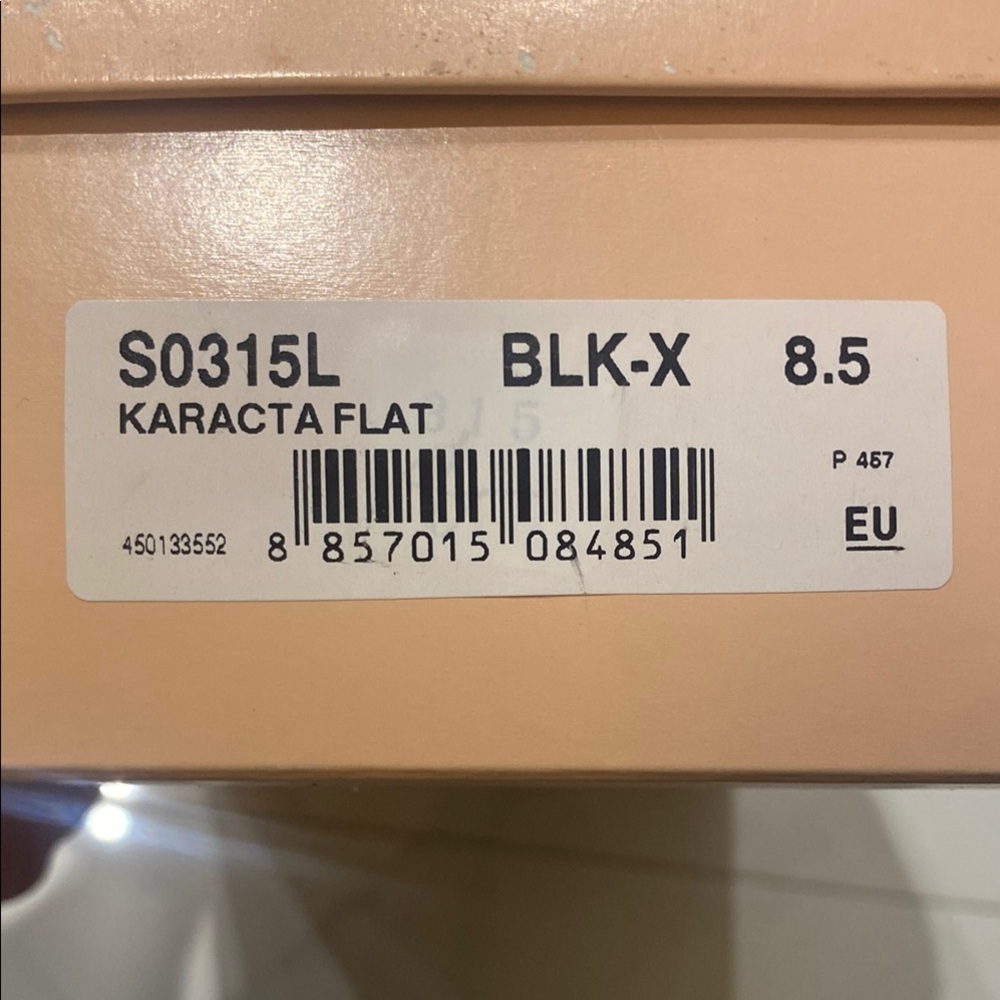 S0315L BLK-X 8.5
KARACTA FLAT
P 457
EU
450133552 8 857015 084851